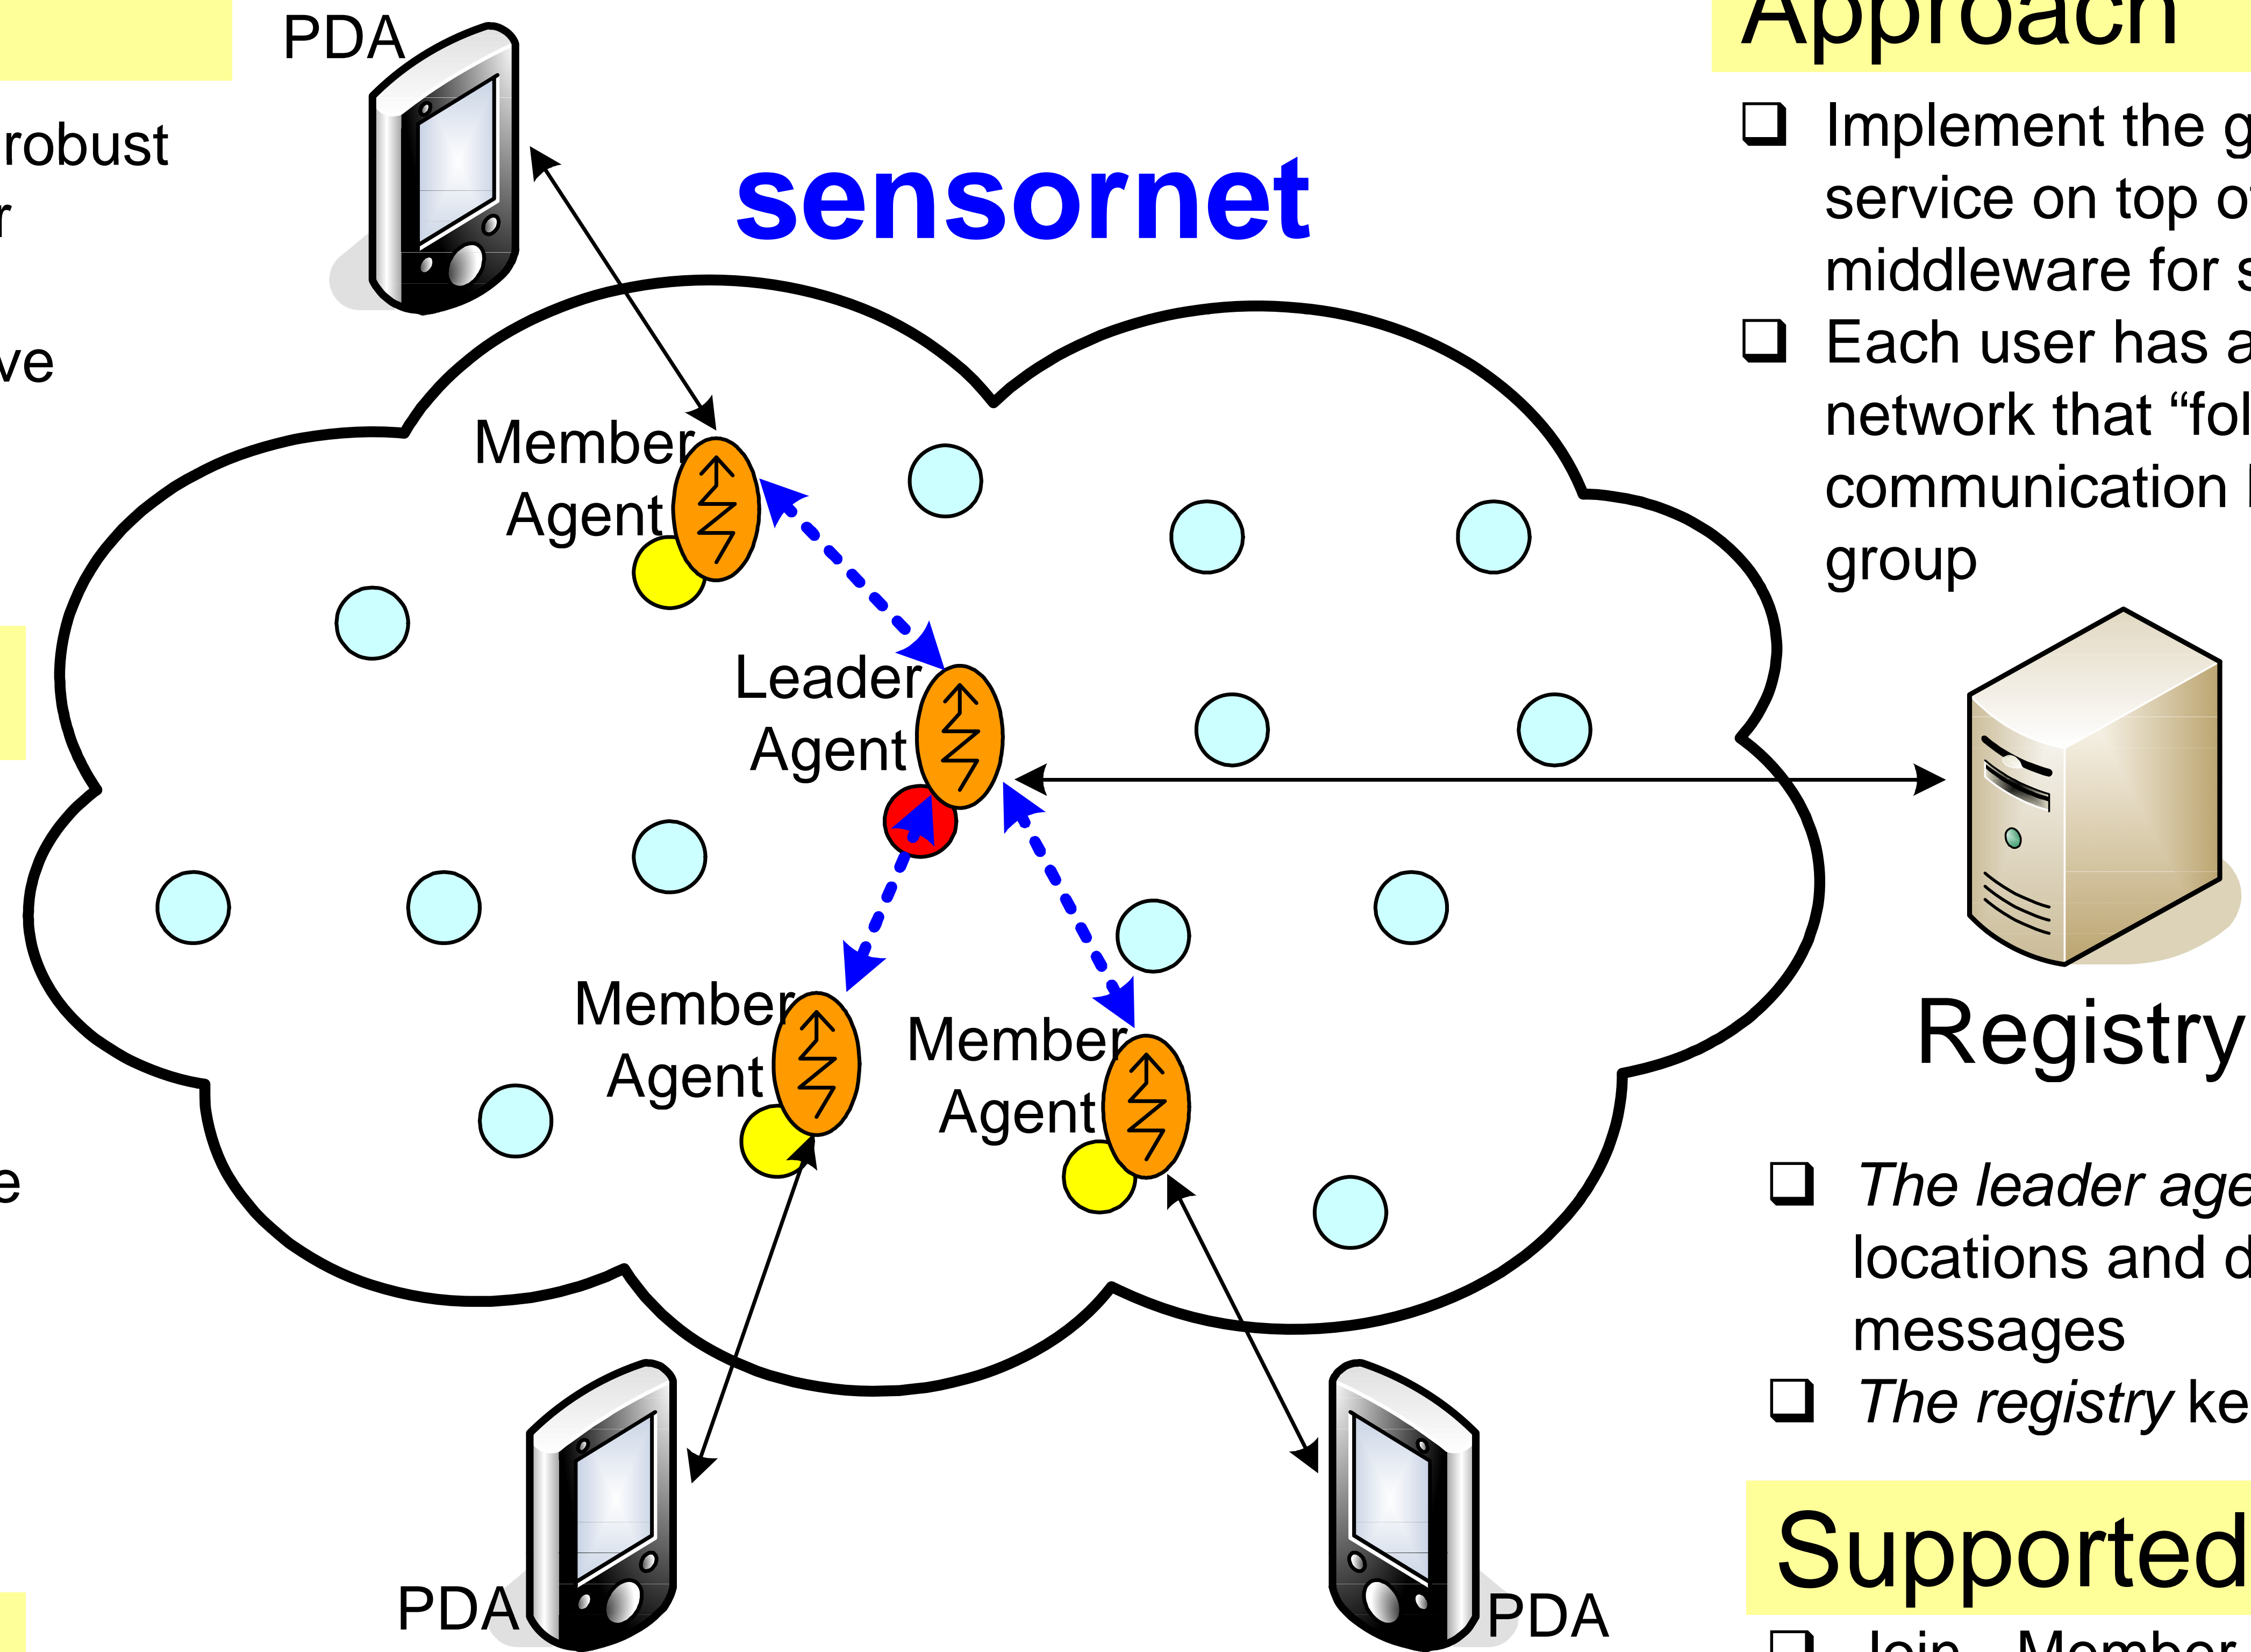 robust
r
ve
e
PDA
sensornet
Member
Agent
Leader
Agent
Member
Agent
Member
Agent
PDA
PDA
Approach
❑ Implement the g
service on top o
middleware for s
❑ Each user has a
network that “fol
communication
group
Registry
❑ The leader age
locations and d
messages
❑ The registry ke
Supported
❑ Join Member